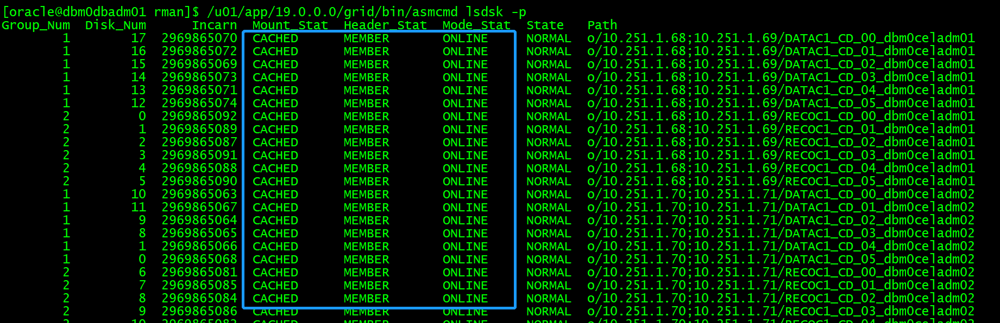 [oracle@dbm0dbadm01 rman]$ /u01/app/19.0.0.0/grid/bin/asmcmd lsdsk -p
Group_Num  Disk_Num      Incarn  Mount_Stat  Header_Stat  Mode_Stat  State   Path
        1        17  2969865070  CACHED      MEMBER       ONLINE     NORMAL  o/10.251.1.68;10.251.1.69/DATAC1_CD_00_dbm0celadm01
        1        16  2969865072  CACHED      MEMBER       ONLINE     NORMAL  o/10.251.1.68;10.251.1.69/DATAC1_CD_01_dbm0celadm01
        1        15  2969865069  CACHED      MEMBER       ONLINE     NORMAL  o/10.251.1.68;10.251.1.69/DATAC1_CD_02_dbm0celadm01
        1        14  2969865073  CACHED      MEMBER       ONLINE     NORMAL  o/10.251.1.68;10.251.1.69/DATAC1_CD_03_dbm0celadm01
        1        13  2969865071  CACHED      MEMBER       ONLINE     NORMAL  o/10.251.1.68;10.251.1.69/DATAC1_CD_04_dbm0celadm01
        1        12  2969865074  CACHED      MEMBER       ONLINE     NORMAL  o/10.251.1.68;10.251.1.69/DATAC1_CD_05_dbm0celadm01
        2         0  2969865092  CACHED      MEMBER       ONLINE     NORMAL  o/10.251.1.68;10.251.1.69/RECOC1_CD_00_dbm0celadm01
        2         1  2969865089  CACHED      MEMBER       ONLINE     NORMAL  o/10.251.1.68;10.251.1.69/RECOC1_CD_01_dbm0celadm01
        2         2  2969865087  CACHED      MEMBER       ONLINE     NORMAL  o/10.251.1.68;10.251.1.69/RECOC1_CD_02_dbm0celadm01
        2         3  2969865091  CACHED      MEMBER       ONLINE     NORMAL  o/10.251.1.68;10.251.1.69/RECOC1_CD_03_dbm0celadm01
        2         4  2969865088  CACHED      MEMBER       ONLINE     NORMAL  o/10.251.1.68;10.251.1.69/RECOC1_CD_04_dbm0celadm01
        2         5  2969865090  CACHED      MEMBER       ONLINE     NORMAL  o/10.251.1.68;10.251.1.69/RECOC1_CD_05_dbm0celadm01
        1        10  2969865063  CACHED      MEMBER       ONLINE     NORMAL  o/10.251.1.70;10.251.1.71/DATAC1_CD_00_dbm0celadm02
        1        11  2969865067  CACHED      MEMBER       ONLINE     NORMAL  o/10.251.1.70;10.251.1.71/DATAC1_CD_01_dbm0celadm02
        1         9  2969865064  CACHED      MEMBER       ONLINE     NORMAL  o/10.251.1.70;10.251.1.71/DATAC1_CD_02_dbm0celadm02
        1         8  2969865065  CACHED      MEMBER       ONLINE     NORMAL  o/10.251.1.70;10.251.1.71/DATAC1_CD_03_dbm0celadm02
        1         1  2969865066  CACHED      MEMBER       ONLINE     NORMAL  o/10.251.1.70;10.251.1.71/DATAC1_CD_04_dbm0celadm02
        1         0  2969865068  CACHED      MEMBER       ONLINE     NORMAL  o/10.251.1.70;10.251.1.71/DATAC1_CD_05_dbm0celadm02
        2         6  2969865081  CACHED      MEMBER       ONLINE     NORMAL  o/10.251.1.70;10.251.1.71/RECOC1_CD_00_dbm0celadm02
        2         7  2969865085  CACHED      MEMBER       ONLINE     NORMAL  o/10.251.1.70;10.251.1.71/RECOC1_CD_01_dbm0celadm02
        2         8  2969865084  CACHED      MEMBER       ONLINE     NORMAL  o/10.251.1.70;10.251.1.71/RECOC1_CD_02_dbm0celadm02
        2         9  2969865086  CACHED      MEMBER       ONLINE     NORMAL  o/10.251.1.70;10.251.1.71/RECOC1_CD_03_dbm0celadm02
        2        10  CACHED      MEMBER       ONLINE     NORMAL  o/10.251.1.70;10.251.1.71/RECOC1_CD_04_dbm0celadm02